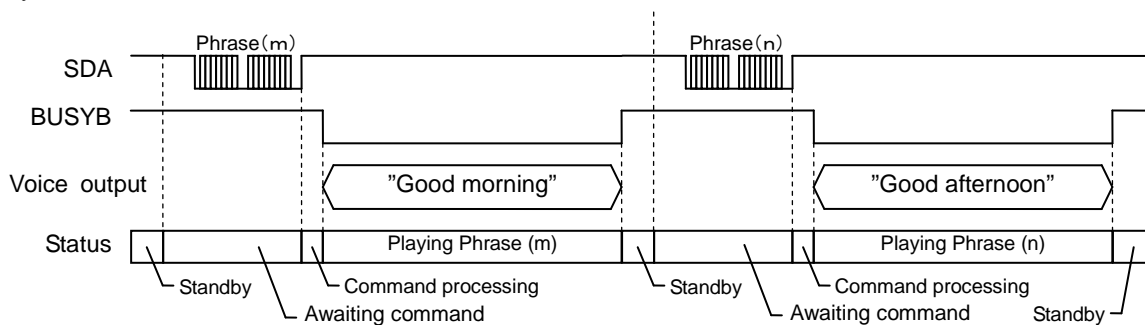 Phrase(m) Phrase(n)
SDA
BUSYB
Voice output "Good morning" "Good afternoon"
Status Playing Phrase (m) Playing Phrase (n)
Standby Command processing Standby Command processing
Awaiting command Awaiting command Standby